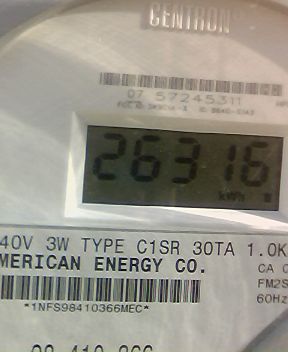 CENTRON
07 57245311
26316
kWh
40V 3W TYPE C1SR 30TA 1.0K
MERICAN ENERGY CO.
CA 0
FM2S
60Hz
*1NFS98410366MEC*